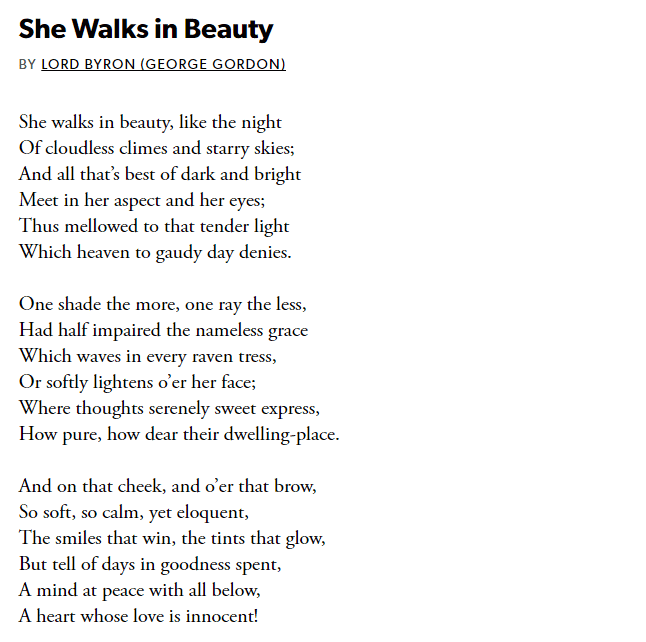 She Walks in Beauty
BY LORD BYRON (GEORGE GORDON)
She walks in beauty, like the night
Of cloudless climes and starry skies;
And all that’s best of dark and bright
Meet in her aspect and her eyes;
Thus mellowed to that tender light
Which heaven to gaudy day denies.
One shade the more, one ray the less,
Had half impaired the nameless grace
Which waves in every raven tress,
Or softly lightens o’er her face;
Where thoughts serenely sweet express,
How pure, how dear their dwelling-place.
And on that cheek, and o’er that brow,
So soft, so calm, yet eloquent,
The smiles that win, the tints that glow,
But tell of days in goodness spent,
A mind at peace with all below,
A heart whose love is innocent!